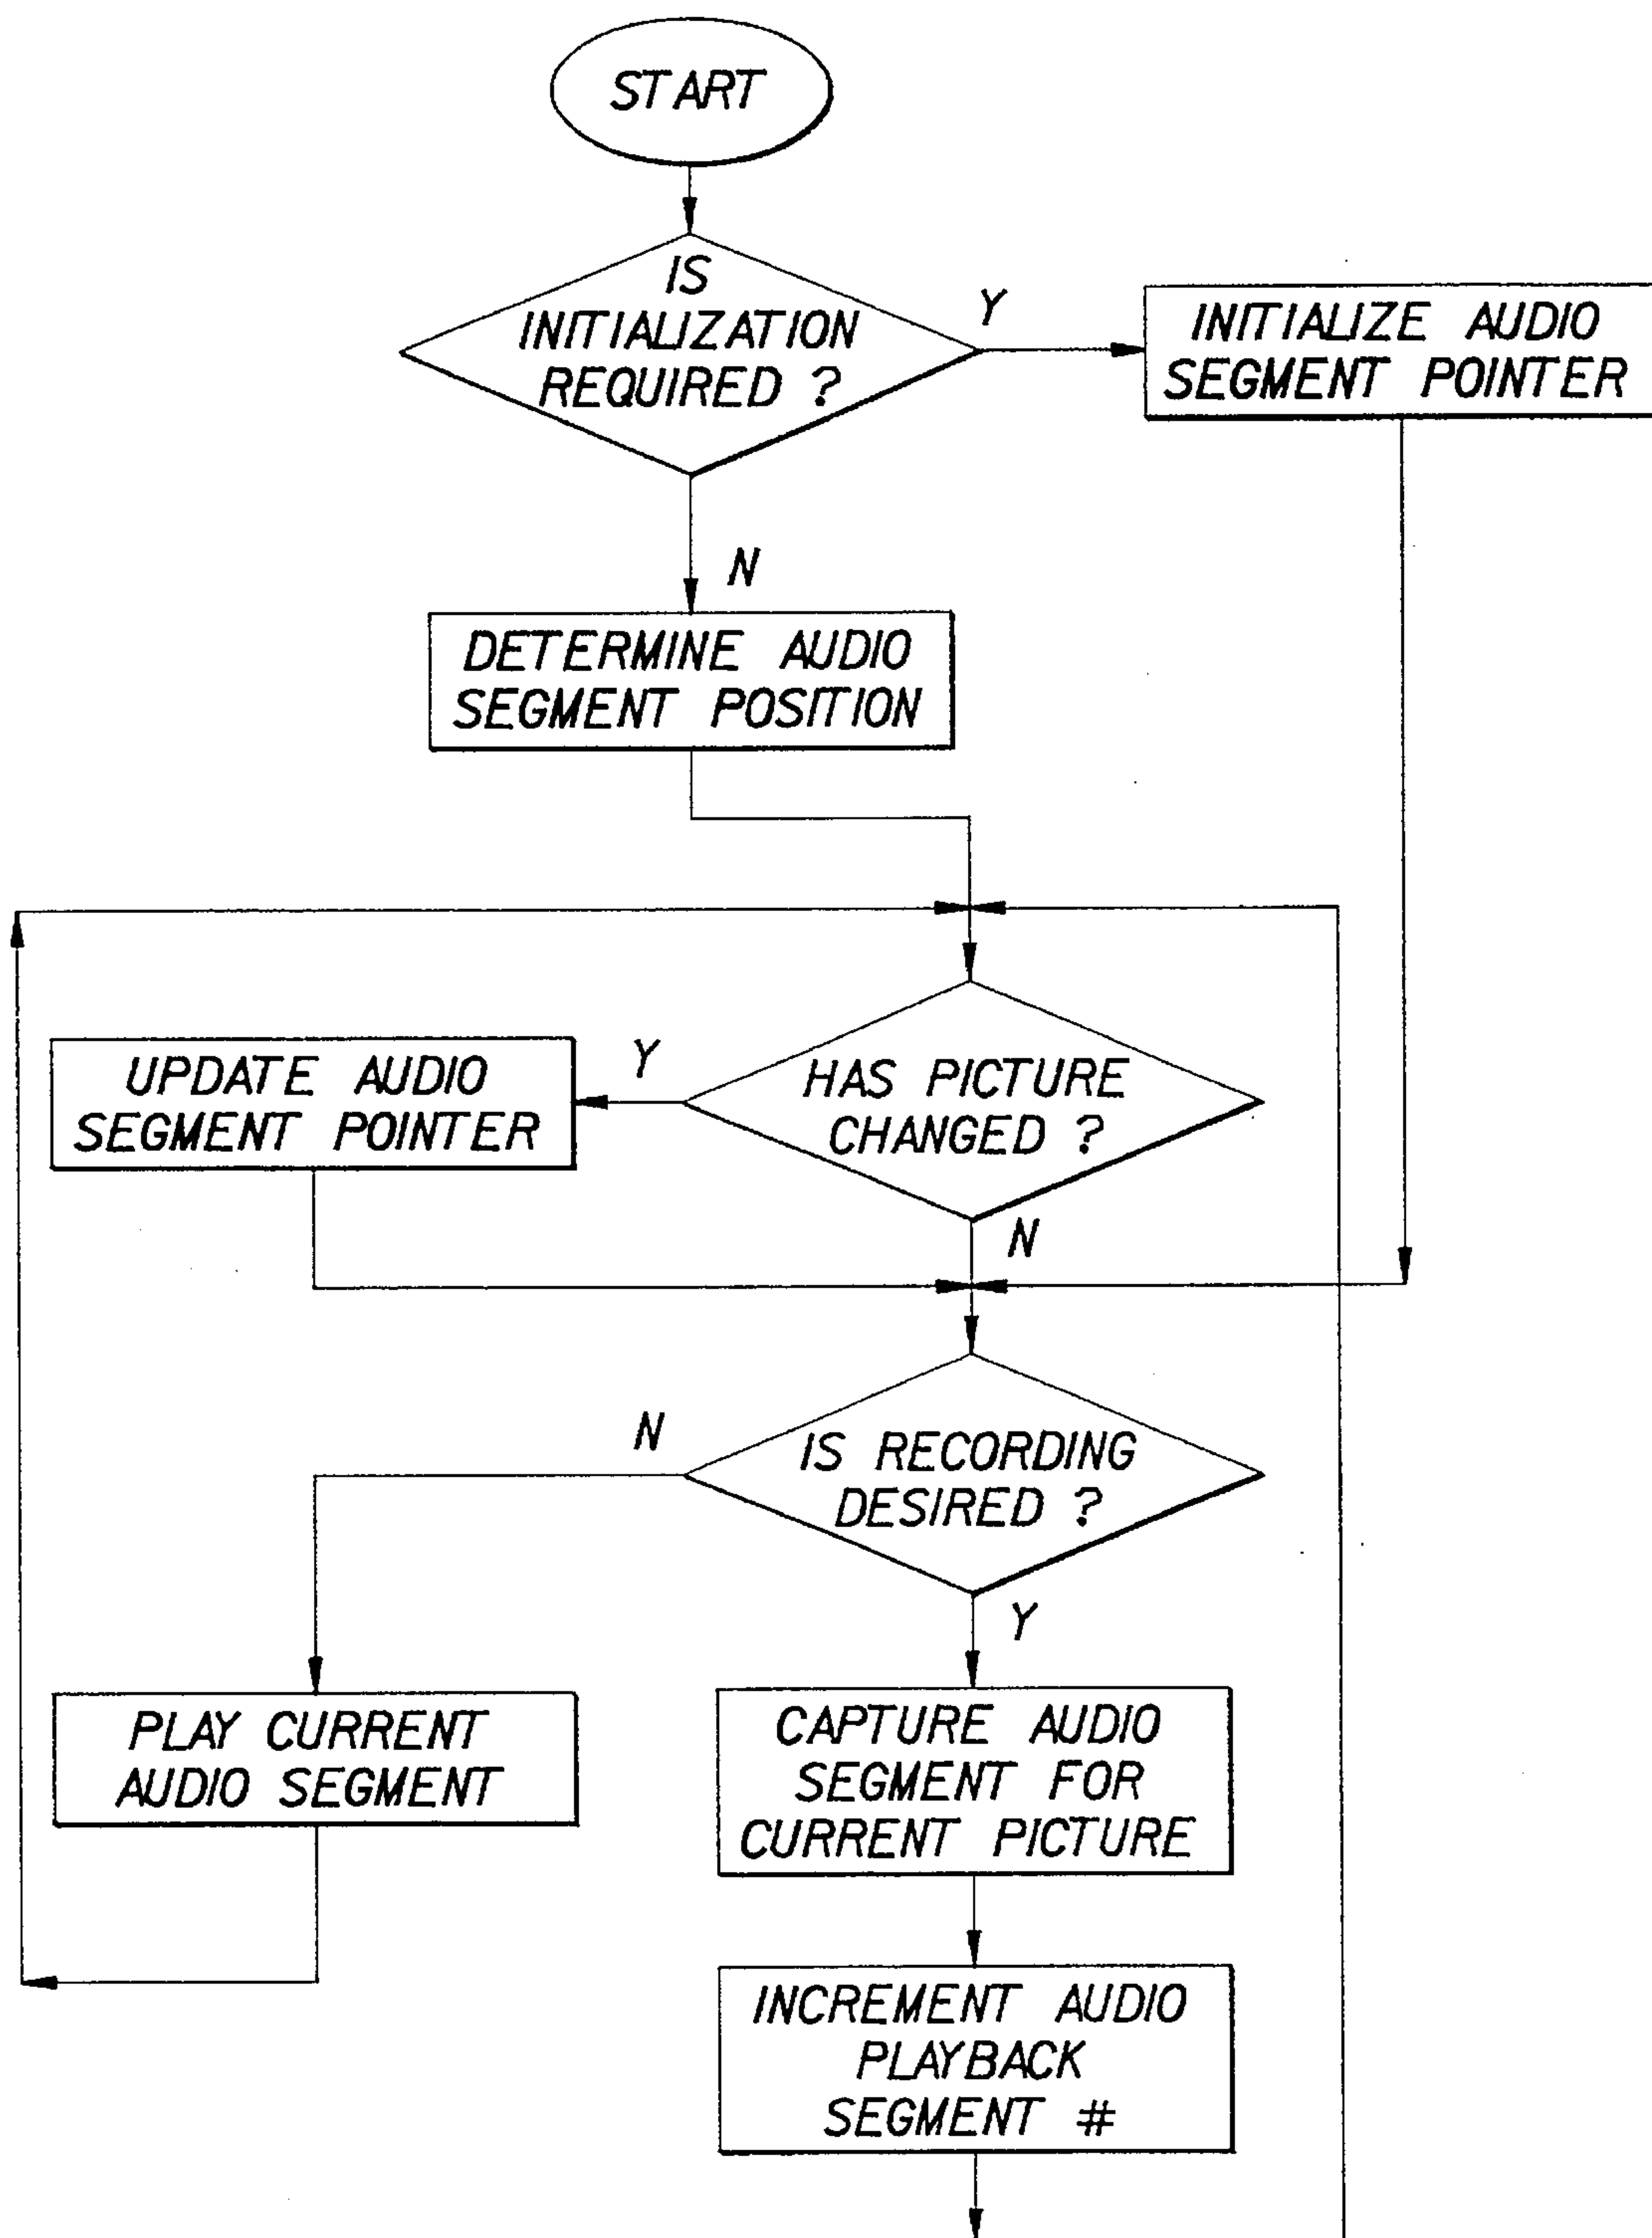 START
IS
INITIALIZATION
REQUIRED ?
Y
INITIALIZE AUDIO
SEGMENT POINTER
N
DETERMINE AUDIO
SEGMENT POSITION
UPDATE AUDIO
SEGMENT POINTER
Y
HAS PICTURE
CHANGED ?
N
N
IS RECORDING
DESIRED ?
Y
PLAY CURRENT
AUDIO SEGMENT
CAPTURE AUDIO
SEGMENT FOR
CURRENT PICTURE
INCREMENT AUDIO
PLAYBACK
SEGMENT #